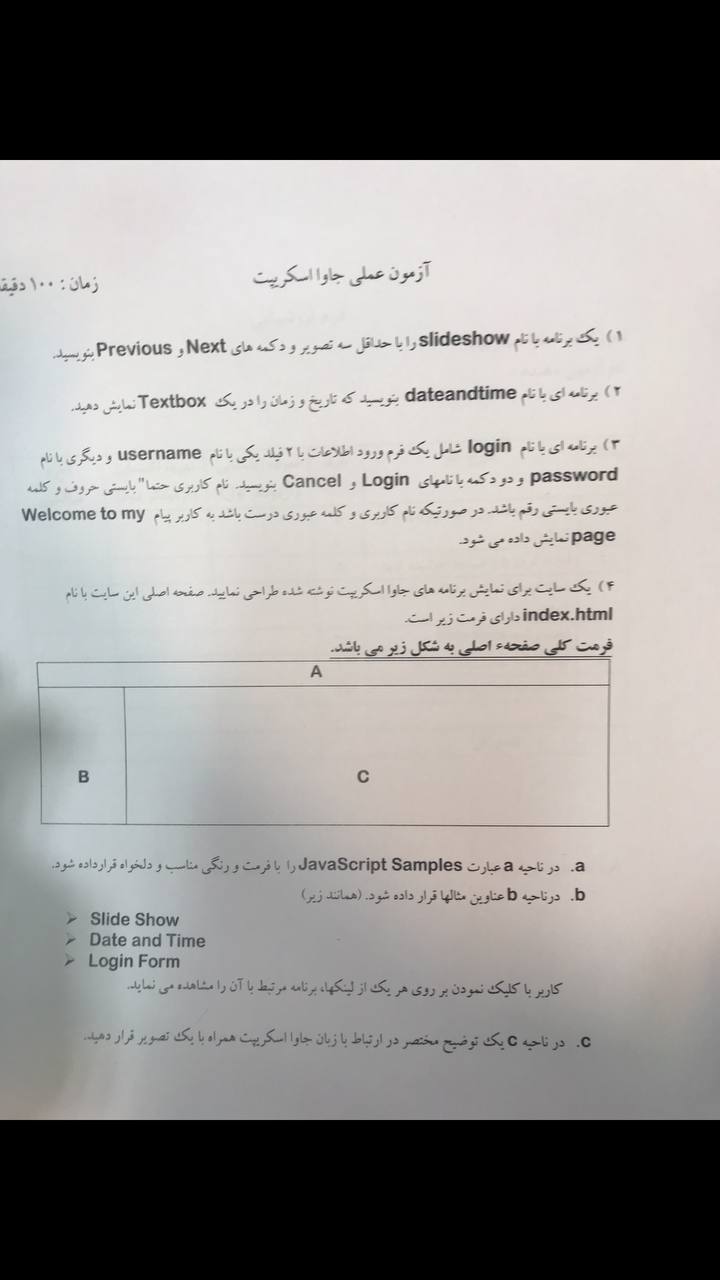 آزمون عملی جاوا اسکریپت
زمان : ۱۰۰ دقیقه
۱) یک برنامه با نام slideshow را با حداقل سه تصویر و دکمه های Next و Previous بنویسید.
۲) برنامه ای با نام dateandtime بنویسید که تاریخ و زمان را در یک Textbox نمایش دهید.
۳) برنامه ای با نام login شامل یک فرم ورود اطلاعات با ۲ فیلد یکی با نام username و دیگری با نام
password و دو دکمه با نامهای Login و Cancel بنویسید. نام کاربری حتما" بایستی حروف و کلمه
عبوری بایستی رقم باشد. در صورتیکه نام کاربری و کلمه عبوری درست باشد به کاربر پیام Welcome to my
page نمایش داده می شود.
۴) یک سایت برای نمایش برنامه های جاوا اسکریپت نوشته شده طراحی نمایید. صفحه اصلی این سایت با نام
index.html دارای فرمت زیر است.
فرمت کلی صفحهء اصلی به شکل زیر می باشد.
A
B
C
a. در ناحیه a عبارت JavaScript Samples را با فرمت و رنگی مناسب و دلخواه قرارداده شود.
b. درناحیه b عناوین مثالها قرار داده شود. (همانند زیر)
➢ Slide Show
➢ Date and Time
➢ Login Form
کاربر با کلیک نمودن بر روی هر یک از لینکها، برنامه مرتبط با آن را مشاهده می نماید.
c. در ناحیه C یک توضیح مختصر در ارتباط با زبان جاوا اسکریپت همراه با یک تصویر قرار دهید.